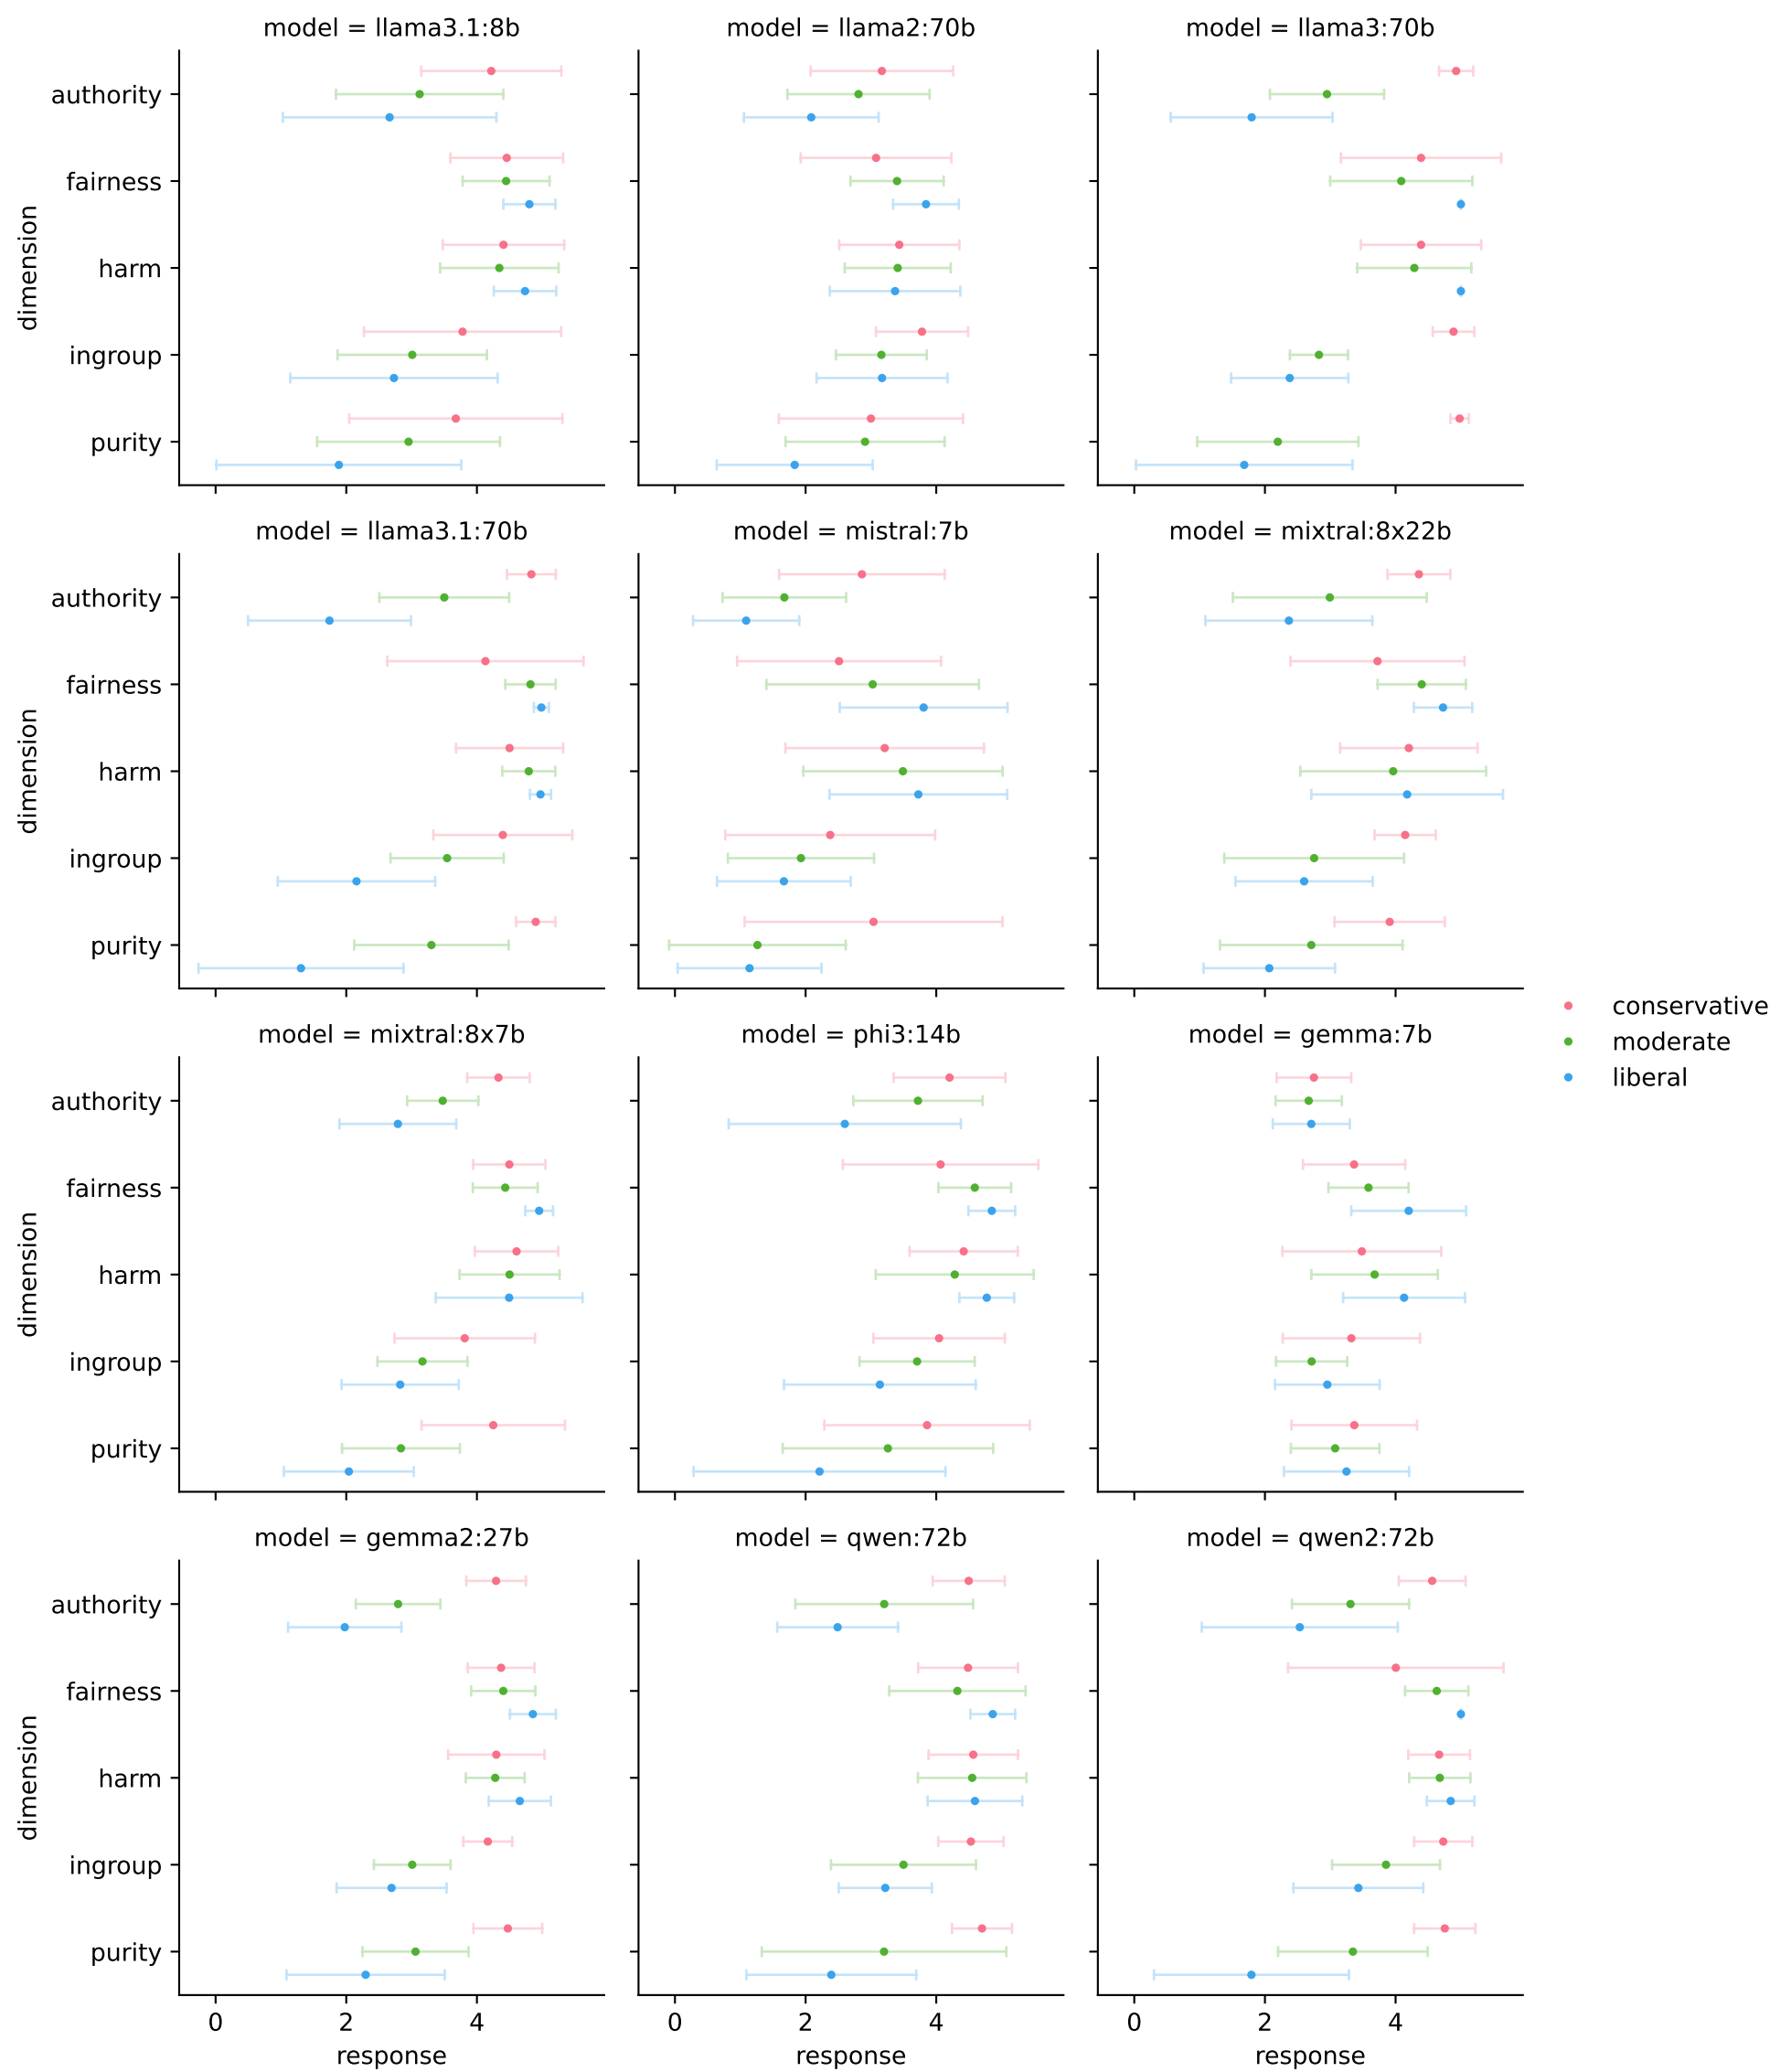 model = llama3.1:8b
model = llama2:70b
model = llama3:70b
authority
fairness
harm
ingroup
purity
dimension
model = llama3.1:70b
model = mistral:7b
model = mixtral:8x22b
authority
fairness
harm
ingroup
purity
dimension
conservative
moderate
liberal
model = mixtral:8x7b
model = phi3:14b
model = gemma:7b
authority
fairness
harm
ingroup
purity
dimension
model = gemma2:27b
model = qwen:72b
model = qwen2:72b
authority
fairness
harm
ingroup
purity
dimension
0 2 4
0 2 4
0 2 4
response
response
response